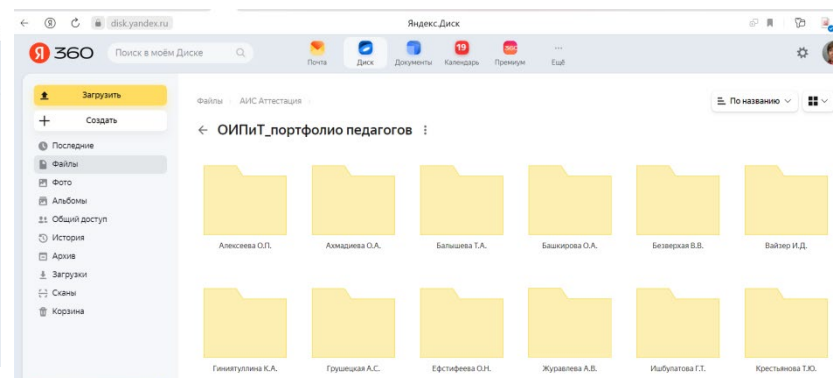 disk.yandex.ru
Яндекс.Диск
Я 360
Поиск в моём Диске
Почта
Диск
Документы
19
Календарь
360
Премиум
Ещё
Загрузить
Создать
Последние
Файлы
Фото
Альбомы
Общий доступ
История
Архив
Загрузки
Сканы
Корзина
Файлы АИС Аттестация
По названию
ОИПиТ_портфолио педагогов
Алексеева О.П. Ахмадиева О.А. Балышева Т.А. Башкирова О.А. Безверхая В.В. Вайзер И.Д.
Гиниятуллина К.А. Грушецкая А.С. Ефстифеева О.Н. Журавлева А.В. Ишбулатова Г.Т. Крестьянова Т.Ю.